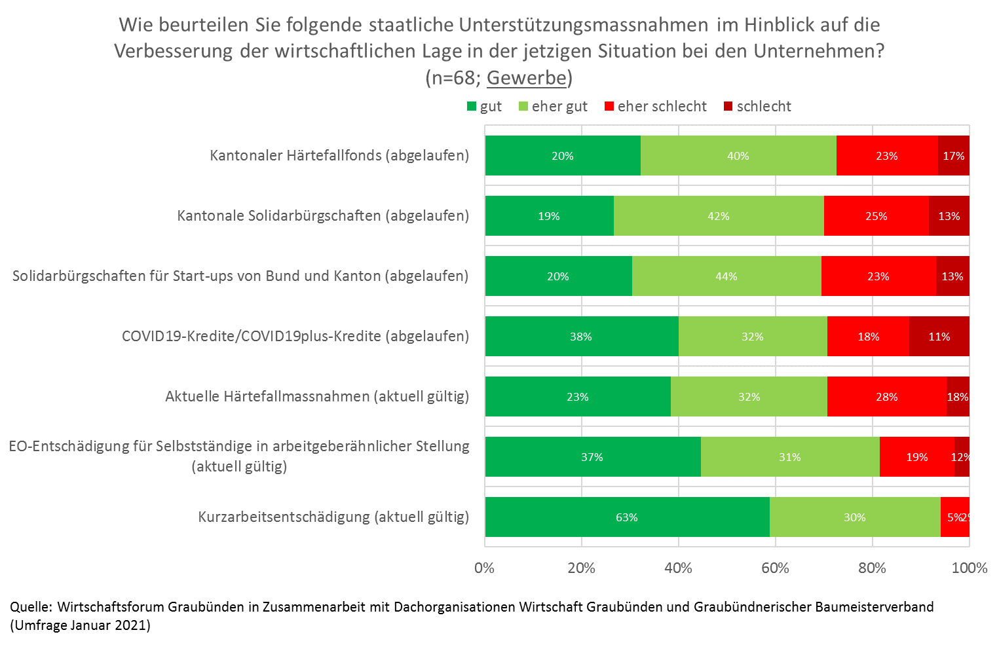 Wie beurteilen Sie folgende staatliche Unterstützungsmassnahmen im Hinblick auf die
Verbesserung der wirtschaftlichen Lage in der jetzigen Situation bei den Unternehmen?
(n=68; Gewerbe)
gut eher gut eher schlecht schlecht
Kantonaler Härtefallfonds (abgelaufen) 20% 40% 23% 17%
Kantonale Solidarbürgschaften (abgelaufen) 19% 42% 25% 13%
Solidarbürgschaften für Start-ups von Bund und Kanton (abgelaufen) 20% 44% 23% 13%
COVID19-Kredite/COVID19plus-Kredite (abgelaufen) 38% 32% 18% 11%
Aktuelle Härtefallmassnahmen (aktuell gültig) 23% 32% 28% 18%
EO-Entschädigung für Selbstständige in arbeitgeberähnlicher Stellung
(aktuell gültig) 37% 31% 19% 12%
Kurzarbeitsentschädigung (aktuell gültig) 63% 30% 5% 2%
0% 20% 40% 60% 80% 100%
Quelle: Wirtschaftsforum Graubünden in Zusammenarbeit mit Dachorganisationen Wirtschaft Graubünden und Graubündnerischer Baumeisterverband
(Umfrage Januar 2021)